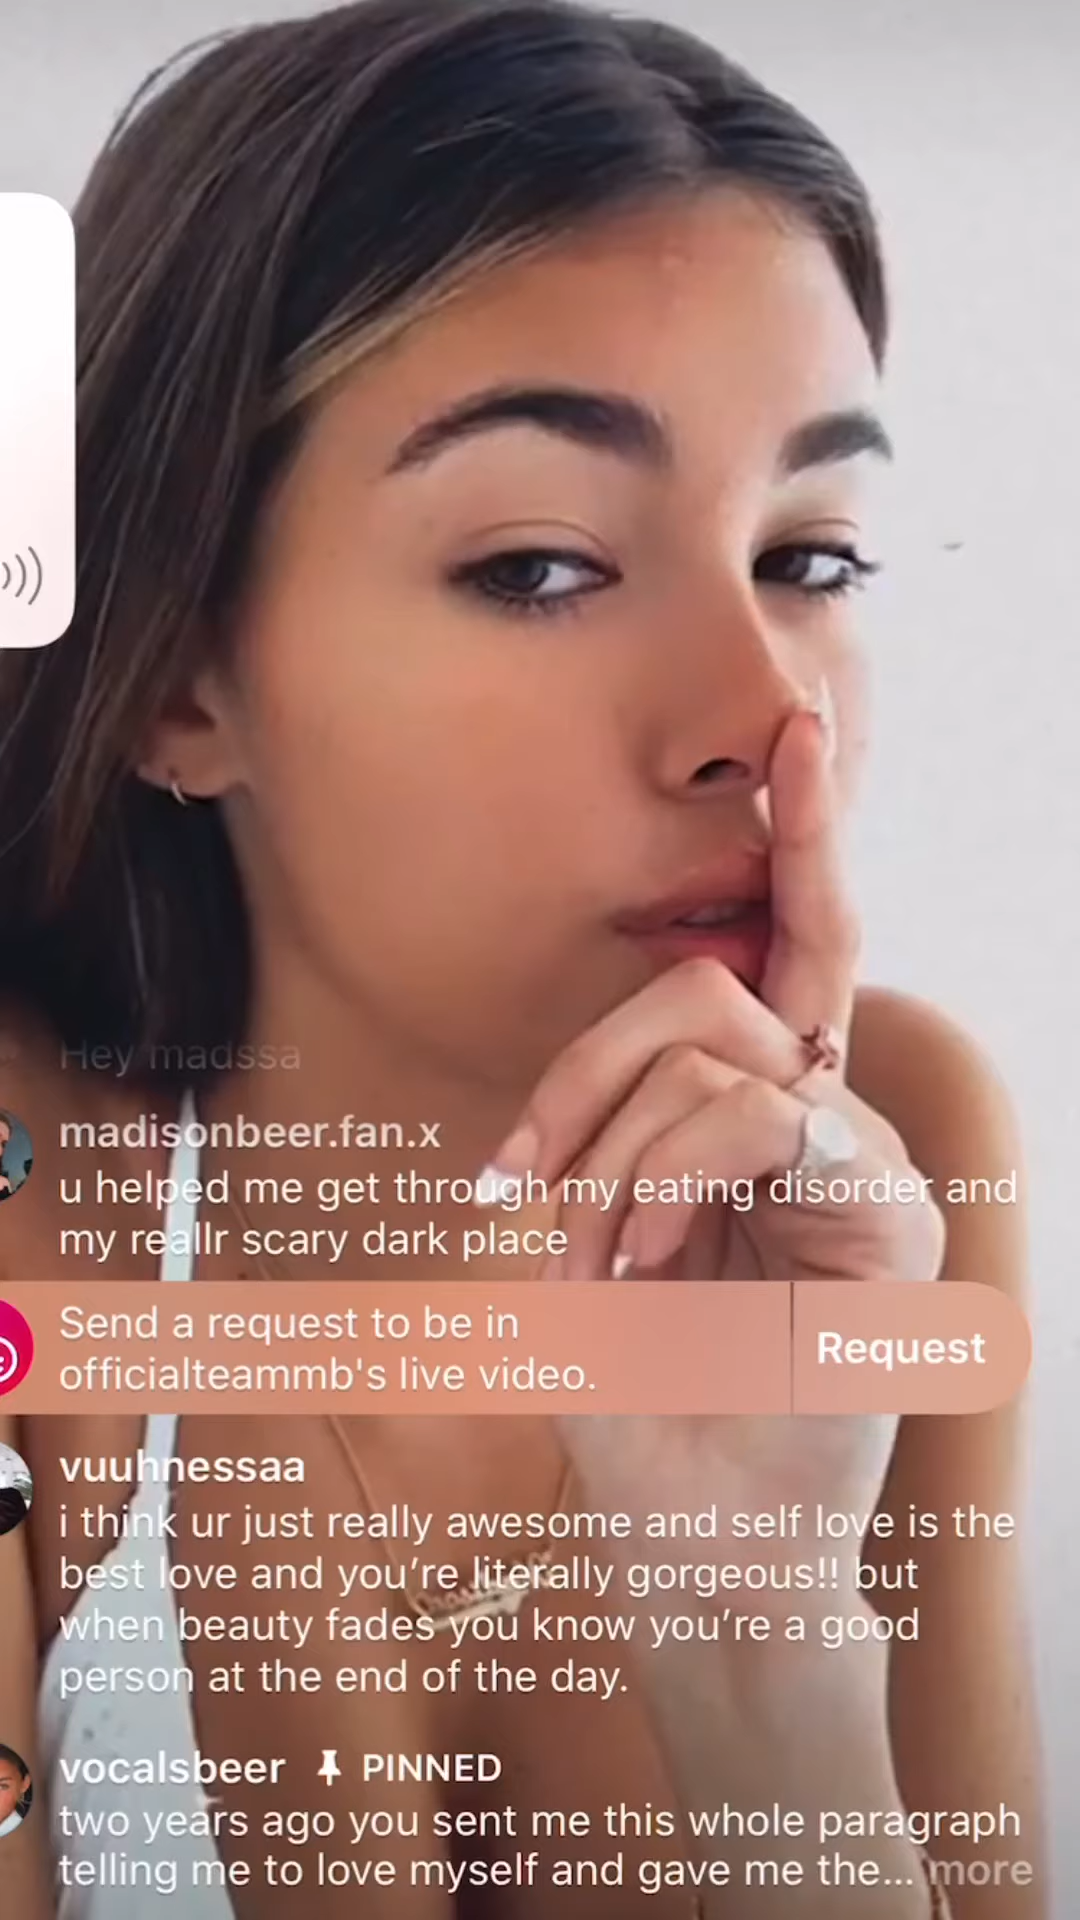 Hey madssa
madisonbeer.fan.x
u helped me get through my eating disorder and
my reallr scary dark place
Send a request to be in
officialteammb's live video.
Request
vuuhnessaa
i think ur just really awesome and self love is the
best love and you’re literally gorgeous!! but
when beauty fades you know you’re a good
person at the end of the day.
vocalsbeer PINNED
two years ago you sent me this whole paragraph
telling me to love myself and gave me the... more